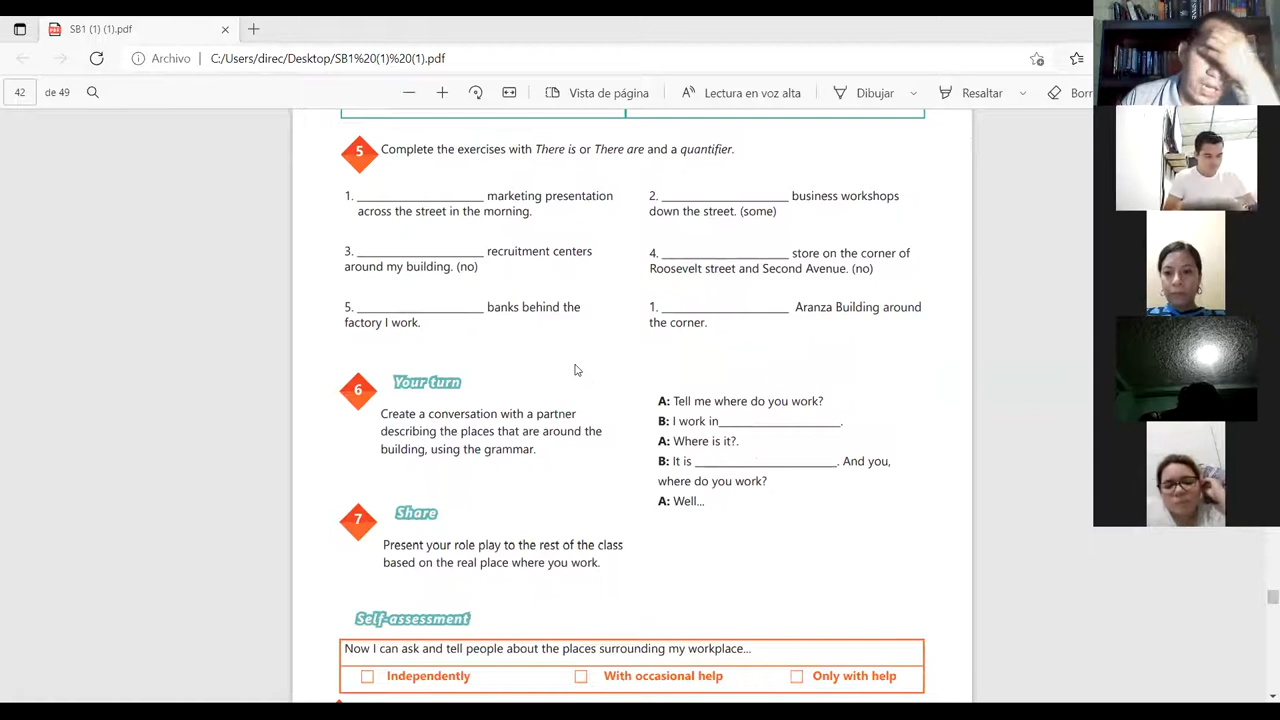 SB1 (1) (1).pdf
Archivo C:/Users/direc/Desktop/SB1%20(1)%20(1).pdf
42 de 49 Vista de página Lectura en voz alta Dibujar Resaltar
5 Complete the exercises with There is or There are and a quantifier.
1. ____________________ marketing presentation
across the street in the morning.
2. ____________________ business workshops
down the street. (some)
3. ____________________ recruitment centers
around my building. (no)
4. ____________________ store on the corner of
Roosevelt street and Second Avenue. (no)
5. ____________________ banks behind the
factory I work.
1. ____________________ Aranza Building around
the corner.
6 Your turn
Create a conversation with a partner
describing the places that are around the
building, using the grammar.
A: Tell me where do you work?
B: I work in____________________.
A: Where is it?.
B: It is _______________________. And you,
where do you work?
A: Well...
7 Share
Present your role play to the rest of the class
based on the real place where you work.
Self-assessment
Now I can ask and tell people about the places surrounding my workplace...
Independently With occasional help Only with help